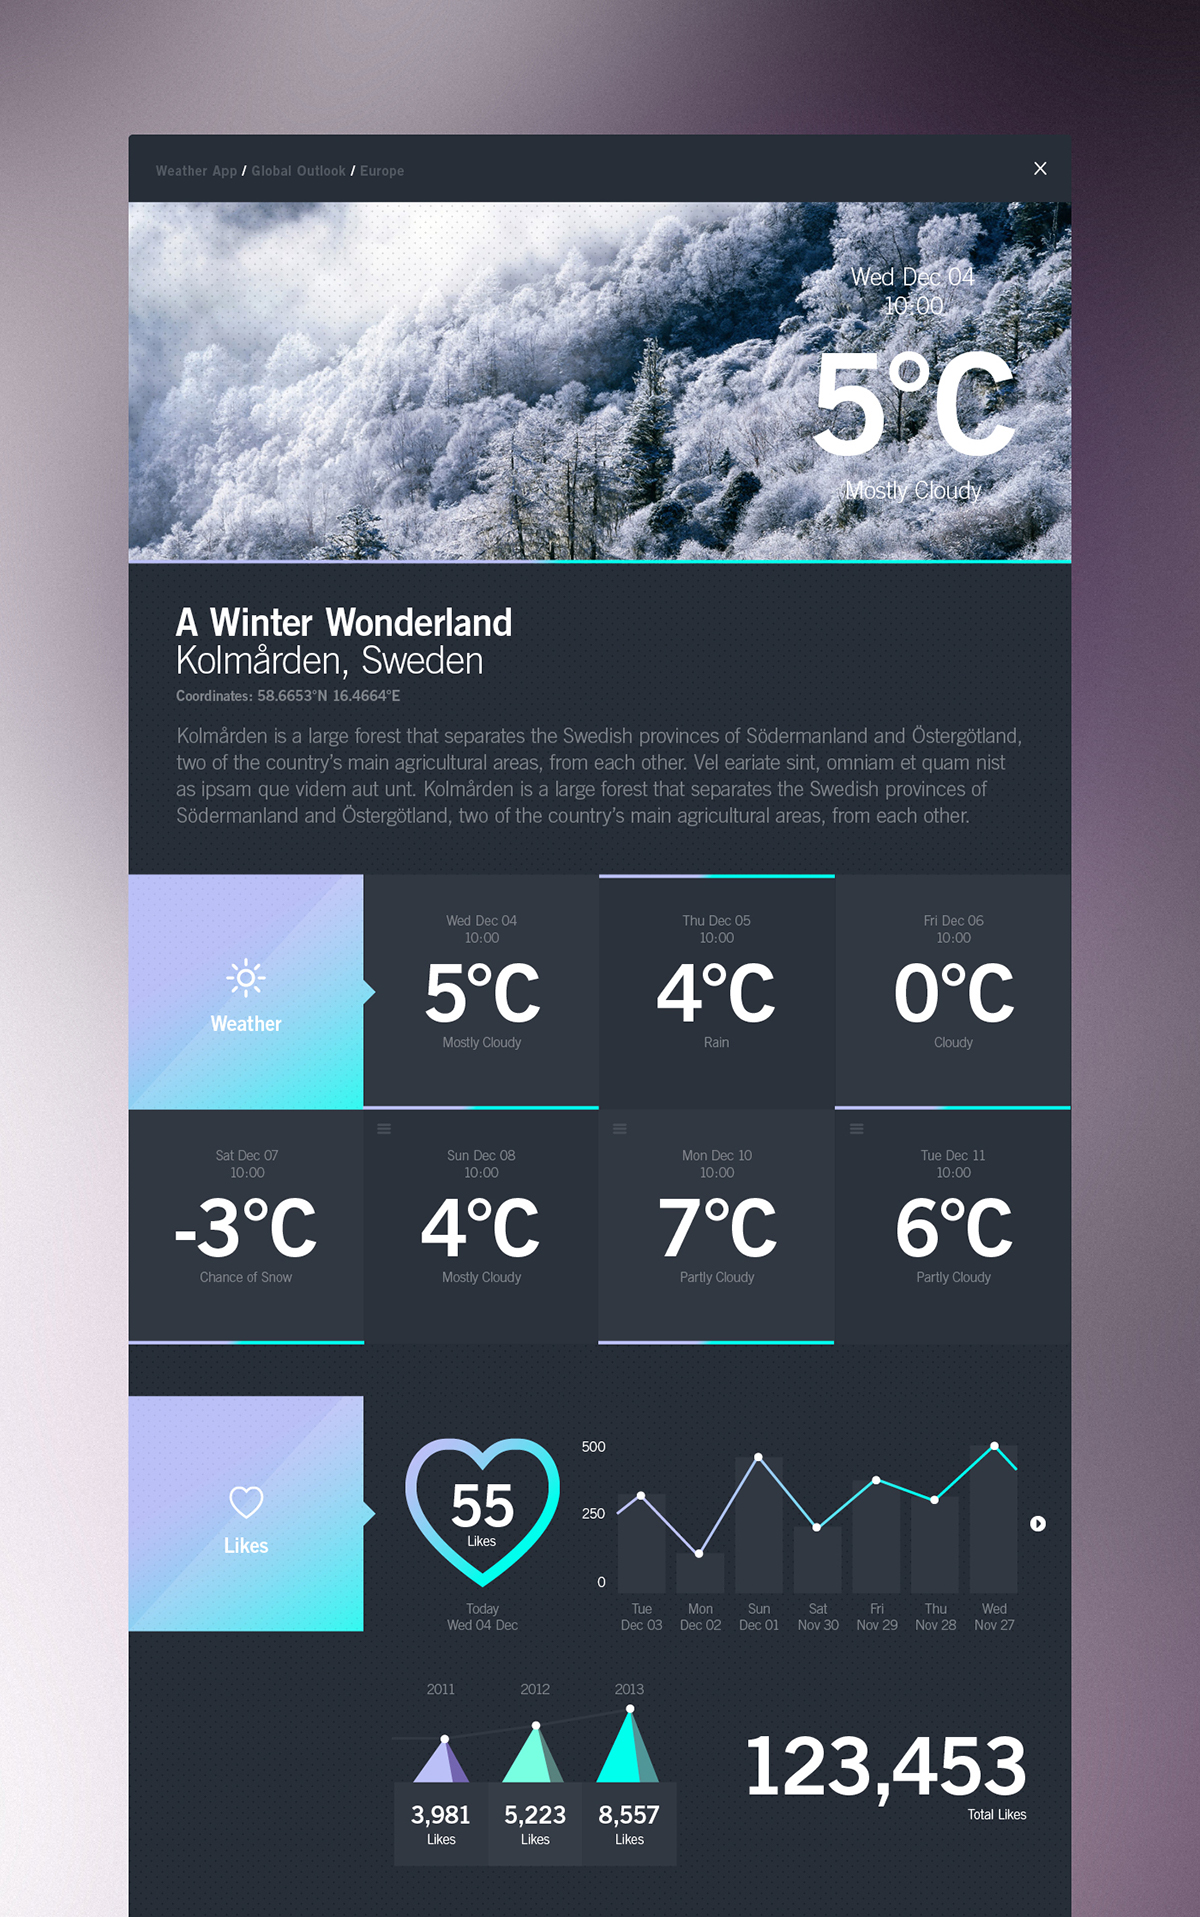 Weather App / Global Outlook / Europe
Wed Dec 04
10:00
5°C
Mostly Cloudy
A Winter Wonderland
Kolmården, Sweden
Coordinates: 58.6653°N 16.4664°E
Kolmården is a large forest that separates the Swedish provinces of Södermanland and Östergötland,
two of the country's main agricultural areas, from each other. Vel eariate sint, omniam et quam nist
as ipsam que videm aut unt. Kolmården is a large forest that separates the Swedish provinces of
Södermanland and Östergötland, two of the country's main agricultural areas, from each other.
Weather
Wed Dec 04
10:00
5°C
Mostly Cloudy
Thu Dec 05
10:00
4°C
Rain
Fri Dec 06
10:00
0°C
Cloudy
Sat Dec 07
10:00
-3°C
Chance of Snow
Sun Dec 08
10:00
4°C
Mostly Cloudy
Mon Dec 10
10:00
7°C
Partly Cloudy
Tue Dec 11
10:00
6°C
Partly Cloudy
Likes
55
Likes
Today
Wed 04 Dec
500
250
0
Tue
Dec 03
Mon
Dec 02
Sun
Dec 01
Sat
Nov 30
Fri
Nov 29
Thu
Nov 28
Wed
Nov 27
2011
2012
2013
3,981
Likes
5,223
Likes
8,557
Likes
123,453
Total Likes